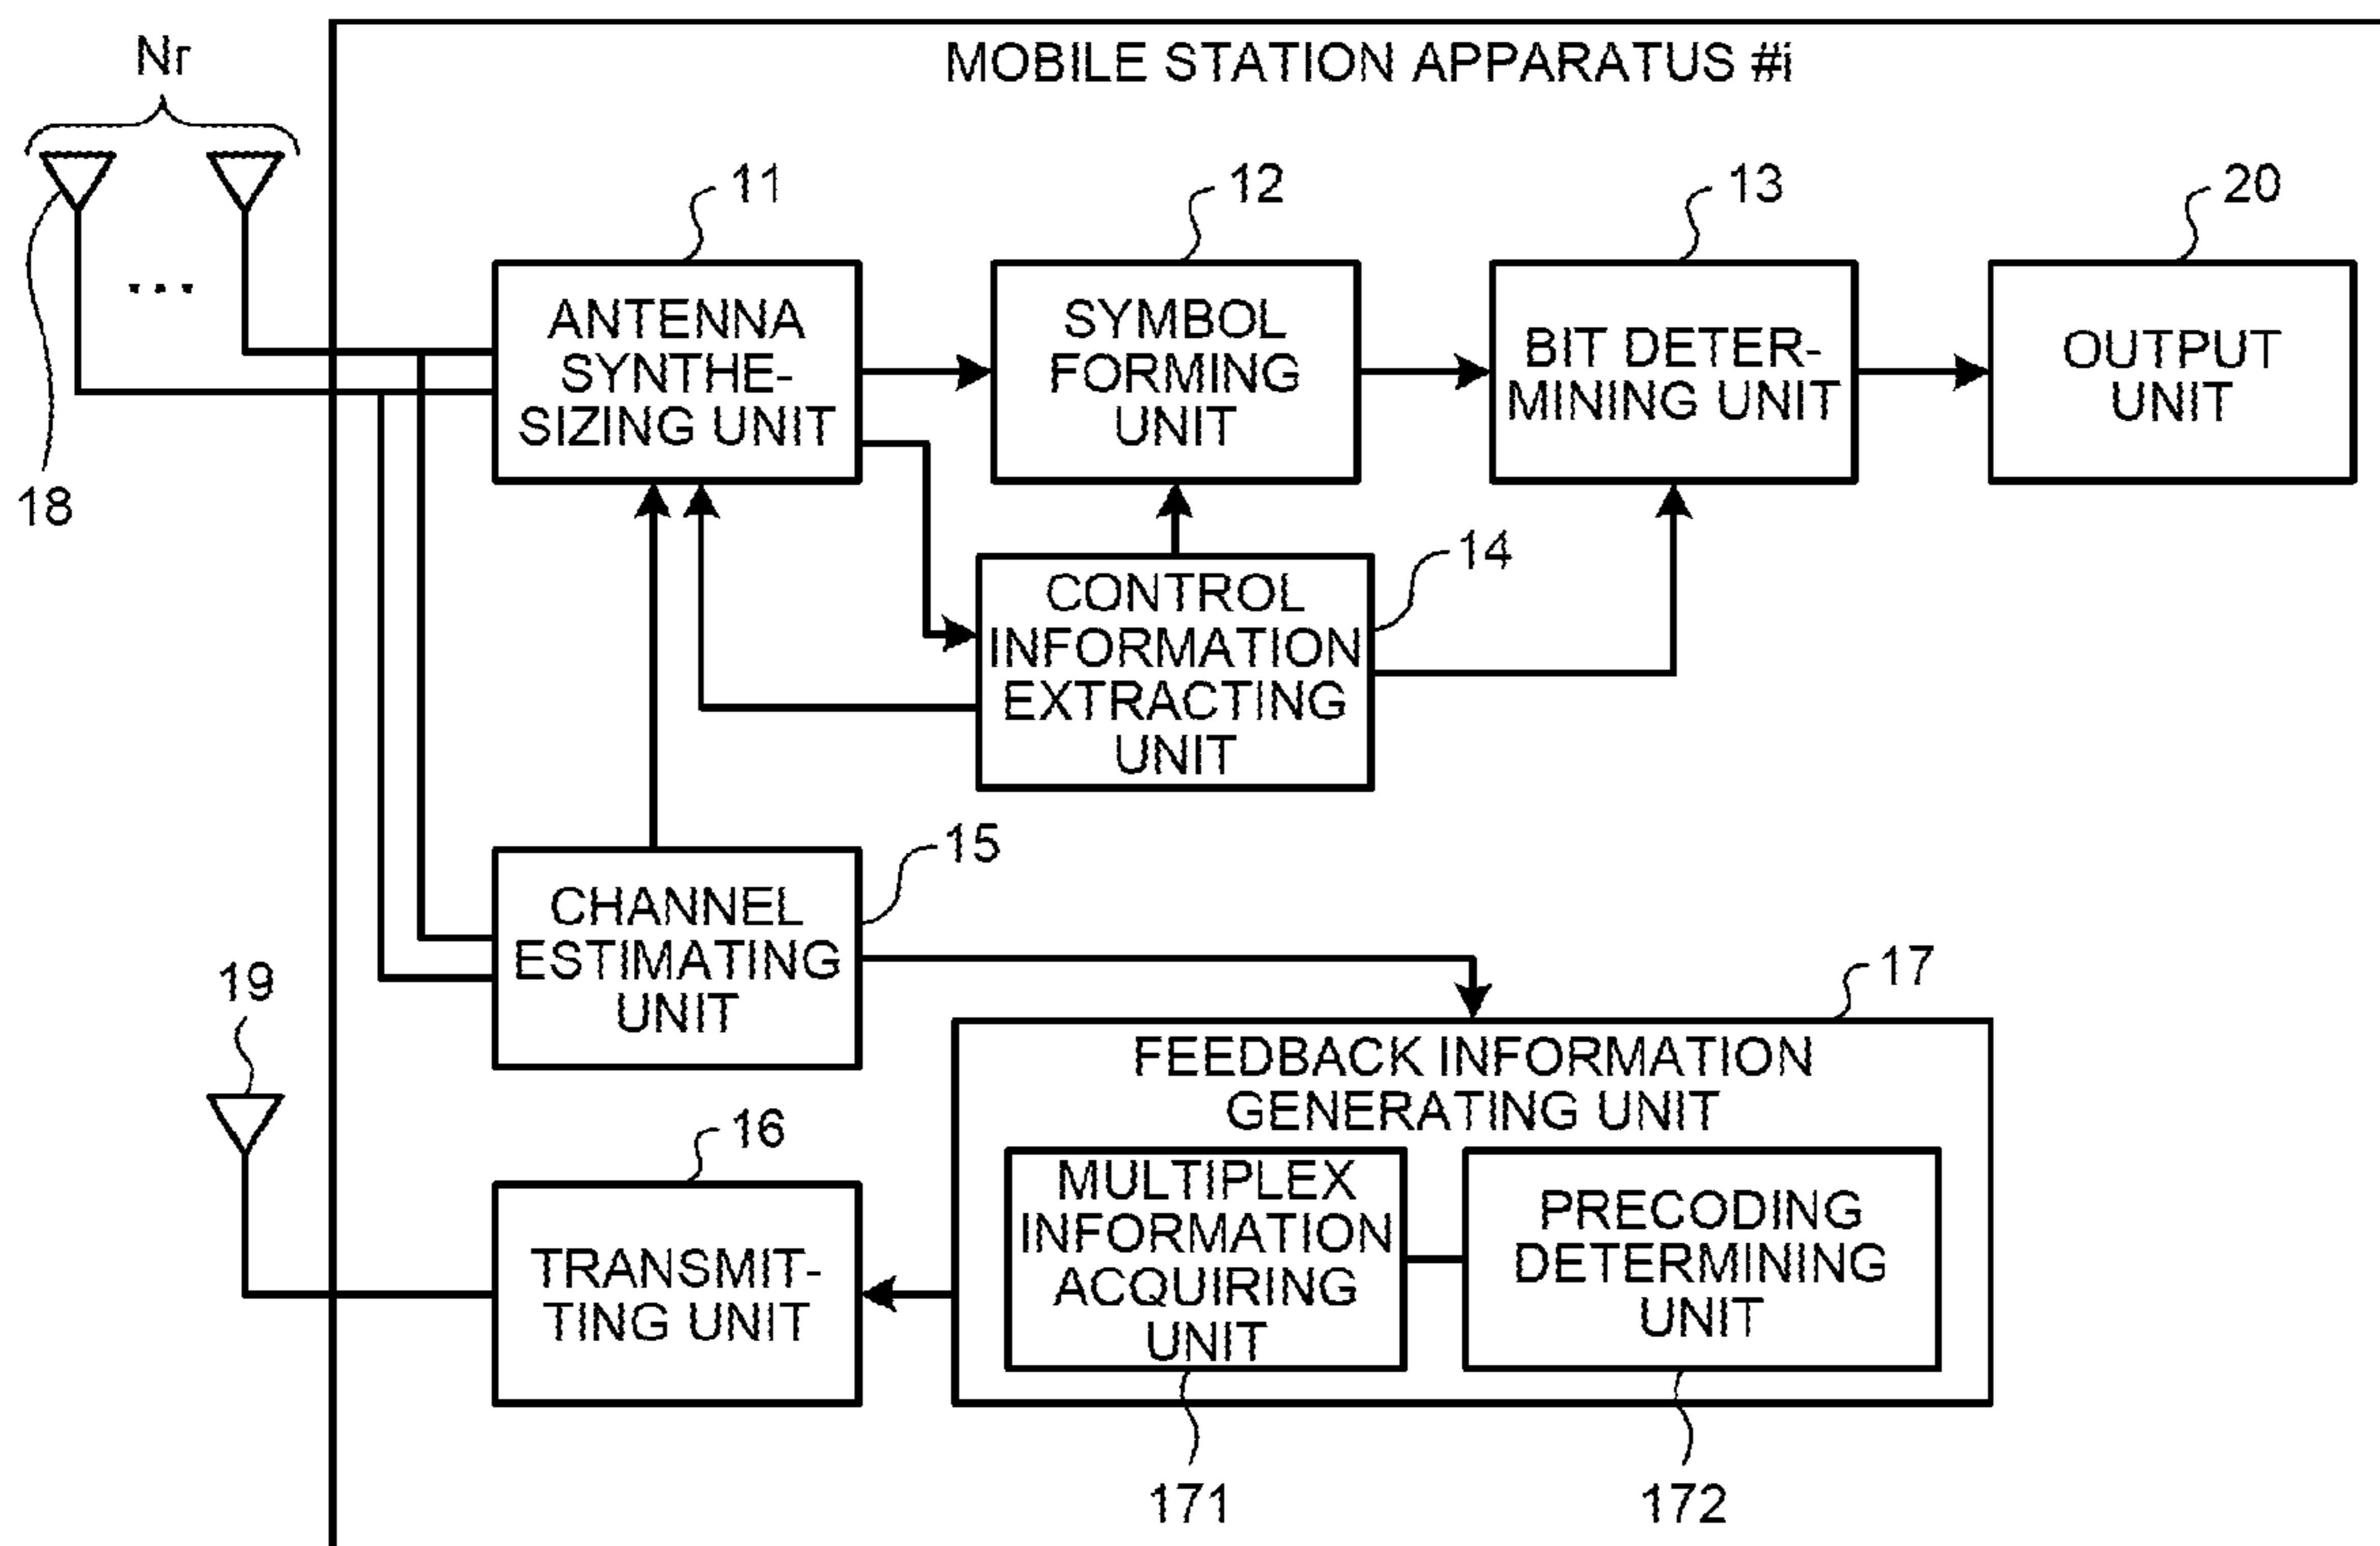 MOBILE STATION APPARATUS #i
Nr
11
12
13
20
ANTENNA
SYNTHE-
SIZING UNIT
SYMBOL
FORMING
UNIT
BIT DETER-
MINING UNIT
OUTPUT
UNIT
...
18
14
CONTROL
INFORMATION
EXTRACTING
UNIT
15
CHANNEL
ESTIMATING
UNIT
19
17
FEEDBACK INFORMATION
GENERATING UNIT
16
TRANSMIT-
TING UNIT
MULTIPLEX
INFORMATION
ACQUIRING
UNIT
PRECODING
DETERMINING
UNIT
171
172